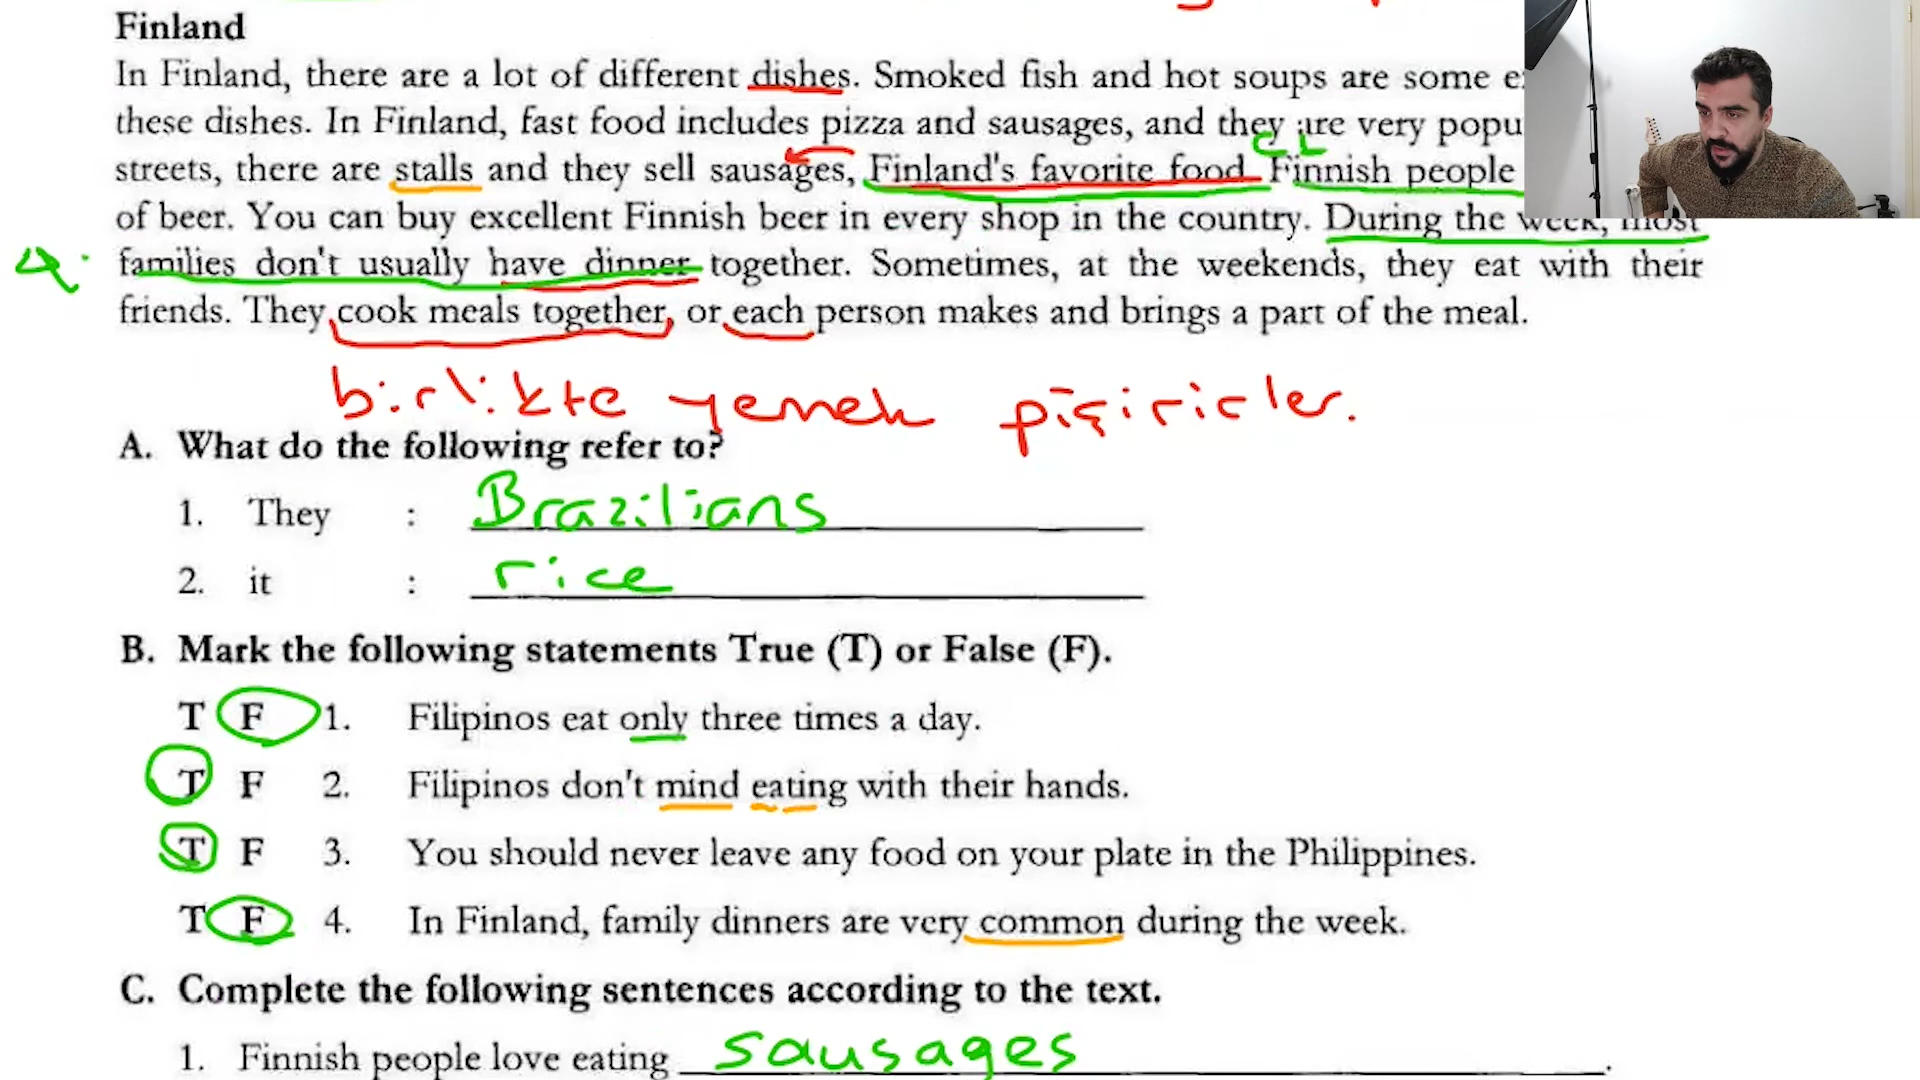 Finland
In Finland, there are a lot of different dishes. Smoked fish and hot soups are some
these dishes. In Finland, fast food includes pizza and sausages, and they are very
streets, there are stalls and they sell sausages, Finland's favorite food Finnish people
of beer. You can buy excellent Finnish beer in every shop in the country. During the week, most
4.
families don't usually have dinner together. Sometimes, at the weekends, they eat with their
friends. They cook meals together, or each person makes and brings a part of the meal.
birlikte yemek pişirirler.
A. What do the following refer to?
1. They : Brazilians
2. it : rice
B. Mark the following statements True (T) or False (F).
T F 1. Filipinos eat only three times a day.
T F 2. Filipinos don't mind eating with their hands.
T F 3. You should never leave any food on your plate in the Philippines.
T F 4. In Finland, family dinners are very common during the week.
C. Complete the following sentences according to the text.
1. Finnish people love eating sausages.